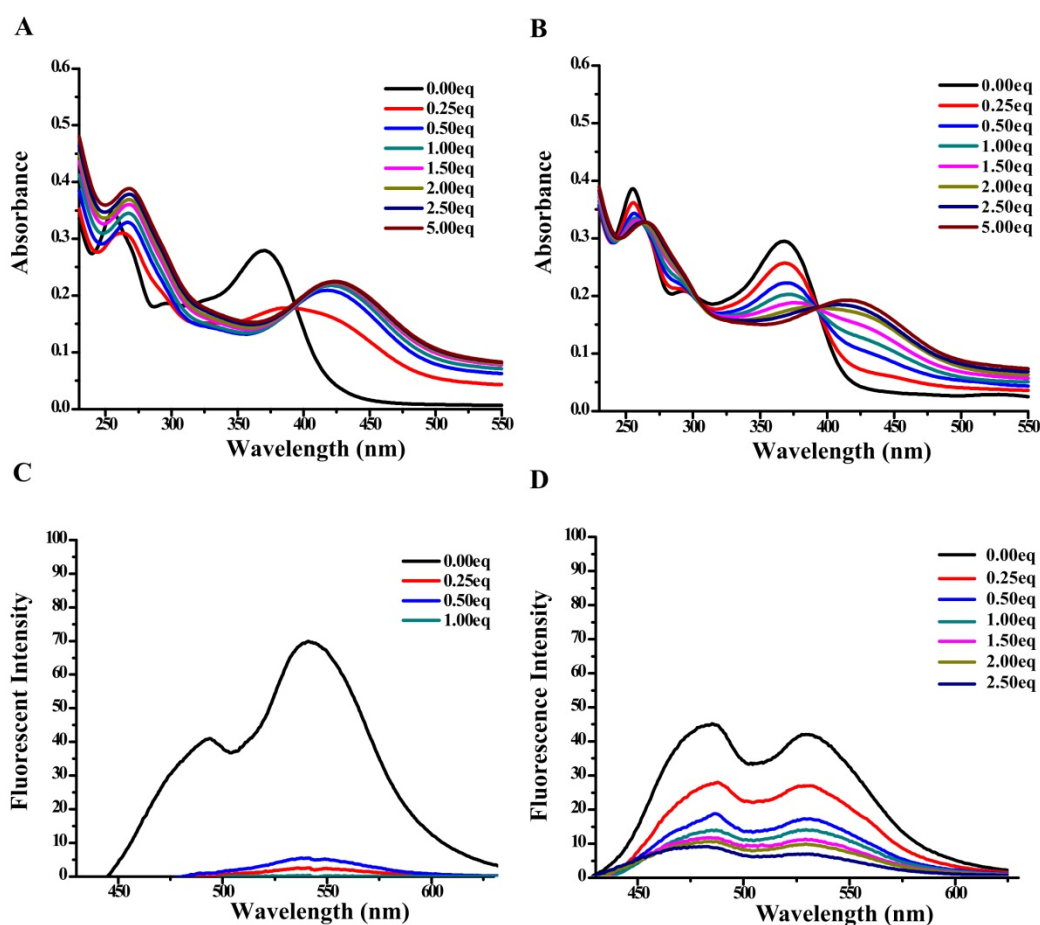 A
0.6
0.5
0.4
0.3
0.2
0.1
0.0
Absorbance
250 300 350 400 450 500 550
Wavelength (nm)
0.00eq
0.25eq
0.50eq
1.00eq
1.50eq
2.00eq
2.50eq
5.00eq
B
0.6
0.5
0.4
0.3
0.2
0.1
0.0
Absorbance
250 300 350 400 450 500 550
Wavelength (nm)
0.00eq
0.25eq
0.50eq
1.00eq
1.50eq
2.00eq
2.50eq
5.00eq
C
100
90
80
70
60
50
40
30
20
10
0
Fluorescent Intensity
450 500 550 600
Wavelength (nm)
0.00eq
0.25eq
0.50eq
1.00eq
D
100
90
80
70
60
50
40
30
20
10
0
Fluorescence Intensity
450 500 550 600
Wavelength (nm)
0.00eq
0.25eq
0.50eq
1.00eq
1.50eq
2.00eq
2.50eq